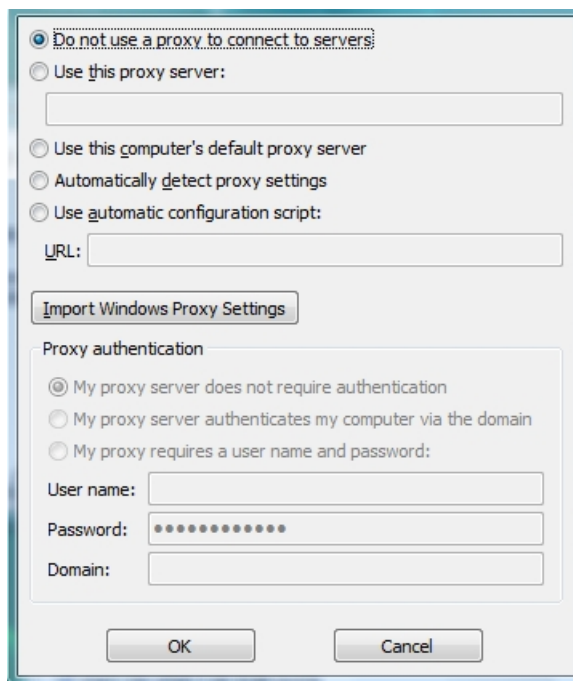 Do not use a proxy to connect to servers
Use this proxy server:
Use this computer's default proxy server
Automatically detect proxy settings
Use automatic configuration script:
URL:
Import Windows Proxy Settings
Proxy authentication
My proxy server does not require authentication
My proxy server authenticates my computer via the domain
My proxy requires a user name and password:
User name:
Password: ●●●●●●●●●●●●
Domain:
OK Cancel